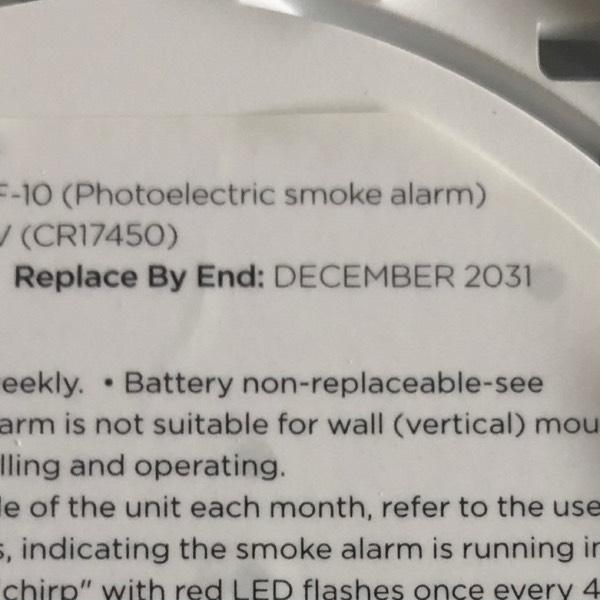 F-10 (Photoelectric smoke alarm)
V (CR17450)
Replace By End: DECEMBER 2031
eekly. • Battery non-replaceable-see
arm is not suitable for wall (vertical) mou
lling and operating.
le of the unit each month, refer to the use
s, indicating the smoke alarm is running in
"chirp" with red LED flashes once every 4